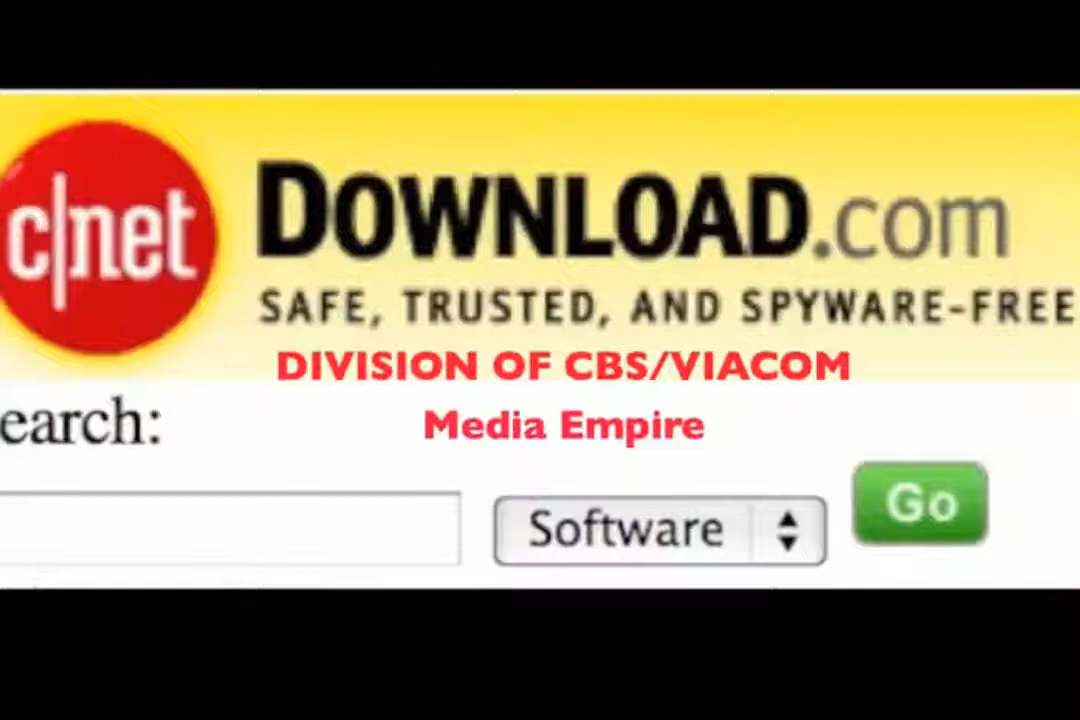 c|net
DOWNLOAD.com
SAFE, TRUSTED, AND SPYWARE-FREE
DIVISION OF CBS/VIACOM
Media Empire
earch:
Software
Go